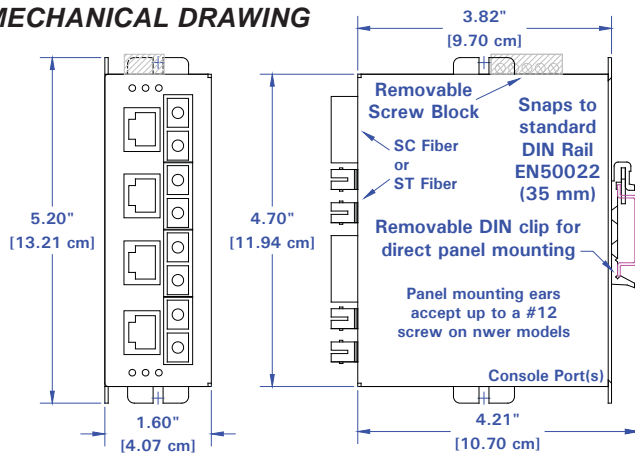 MECHANICAL DRAWING
3.82"
[9.70 cm]
Removable
Screw Block
Snaps to
standard
DIN Rail
EN50022
(35 mm)
SC Fiber
or
ST Fiber
5.20"
[13.21 cm]
4.70"
[11.94 cm]
Removable DIN clip for
direct panel mounting
Panel mounting ears
accept up to a #12
screw on nwer models
Console Port(s)
1.60"
[4.07 cm]
4.21"
[10.70 cm]